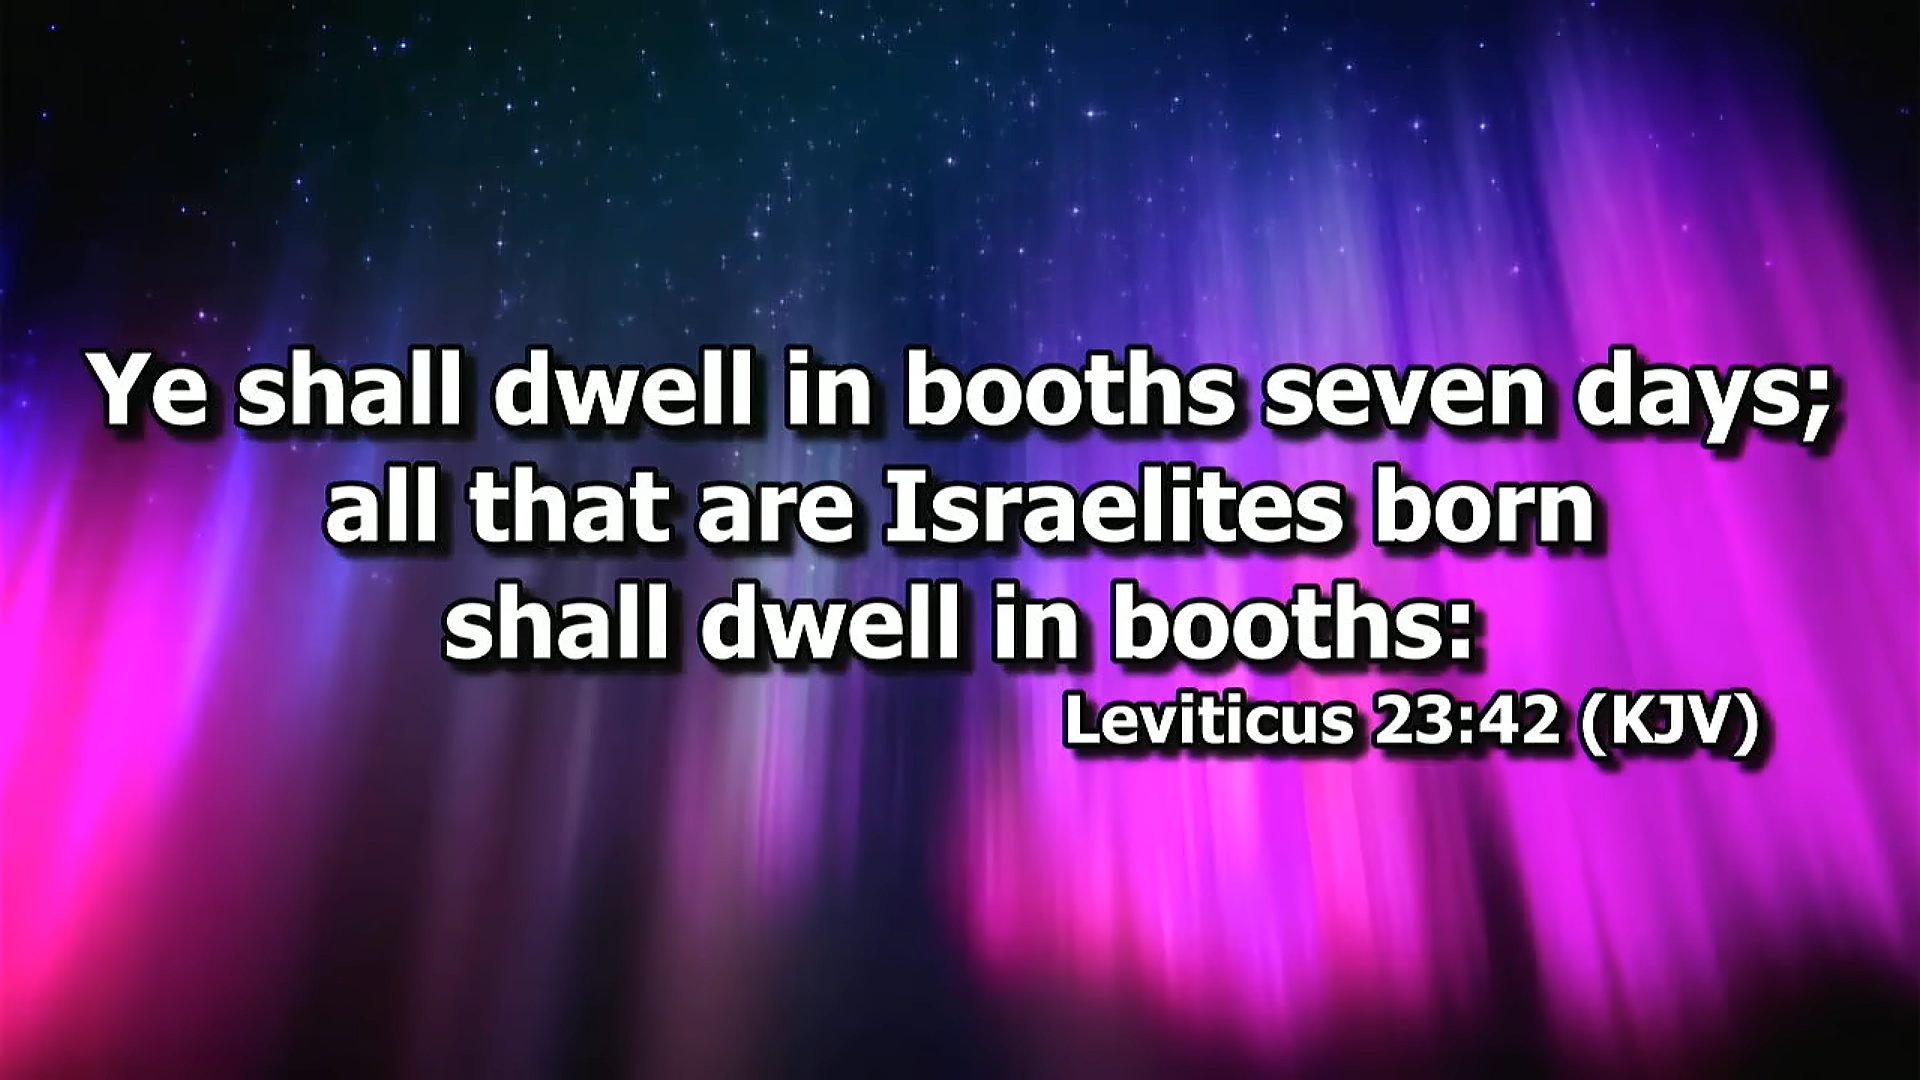 Ye shall dwell in booths seven days;
all that are Israelites born
shall dwell in booths:
Leviticus 23:42 (KJV)